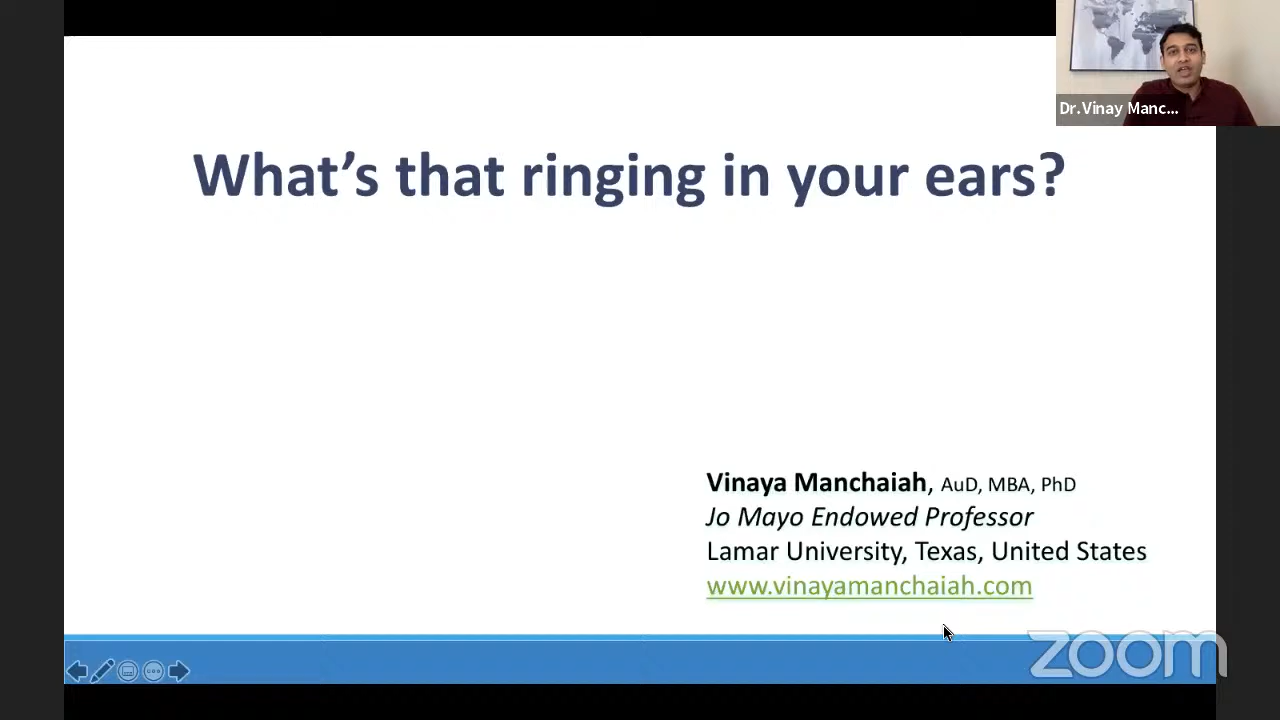 Dr.Vinay Manc...
What's that ringing in your ears?
Vinaya Manchaiah, AuD, MBA, PhD
Jo Mayo Endowed Professor
Lamar University, Texas, United States
www.vinayamanchaiah.com
zoom